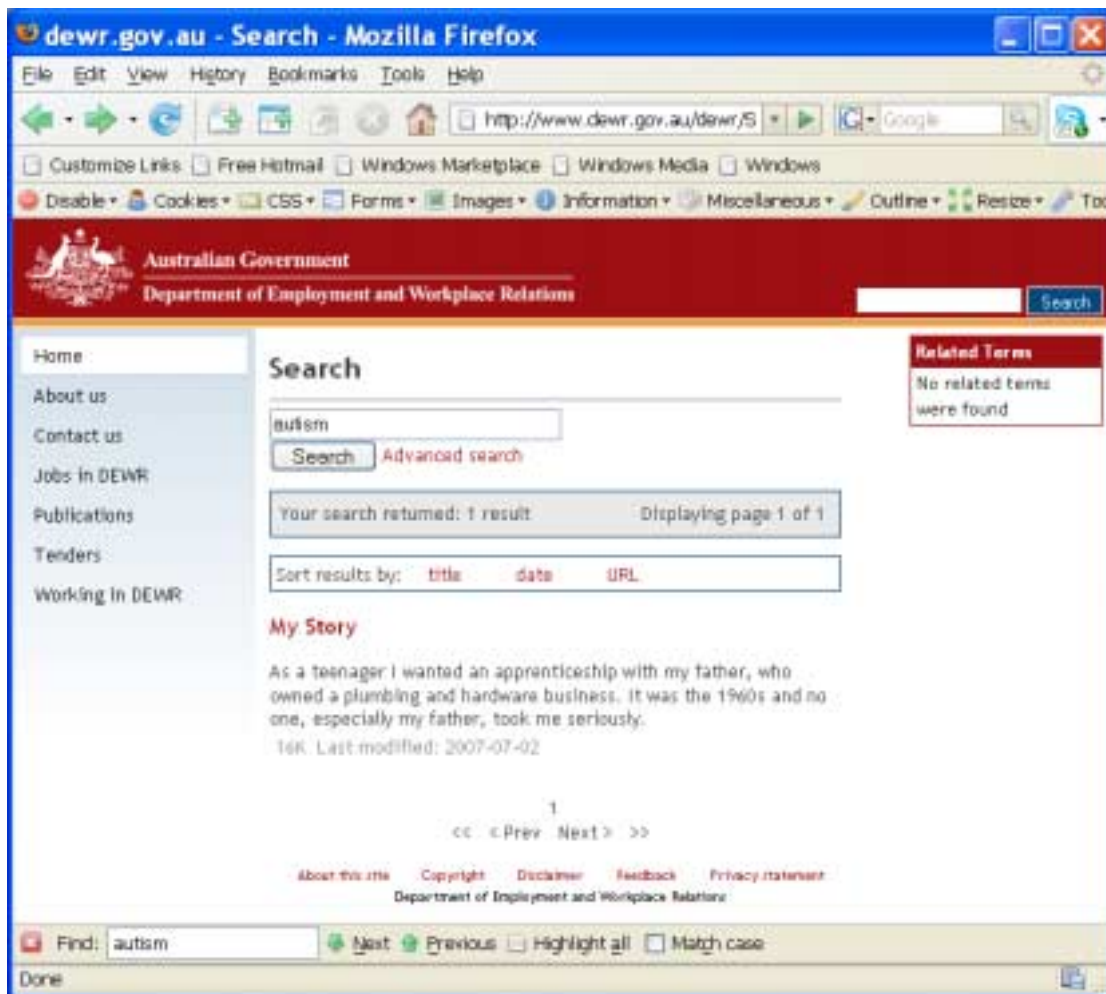 dewr.gov.au - Search - Mozilla Firefox
File Edit View History Bookmarks Tools Help
http://www.dewr.gov.au/dewr/S G Google
Customize Links Free Hotmail Windows Marketplace Windows Media Windows
Disable Cookies CSS Forms Images Information Miscellaneous Outline Resize Too
Australian Government
Department of Employment and Workplace Relations
Search
Home
About us
Contact us
Jobs in DEWR
Publications
Tenders
Working in DEWR
Search
autism
Search Advanced search
Your search returned: 1 result Displaying page 1 of 1
Sort results by: title date URL
My Story
As a teenager I wanted an apprenticeship with my father, who
owned a plumbing and hardware business. It was the 1960s and no
one, especially my father, took me seriously.
16K Last modified: 2007-07-02
1
<< < Prev Next > >>
About this site Copyright Disclaimer Feedback Privacy statement
Department of Employment and Workplace Relations
Related Terms
No related terms
were found
Find: autism Next Previous Highlight all Match case
Done